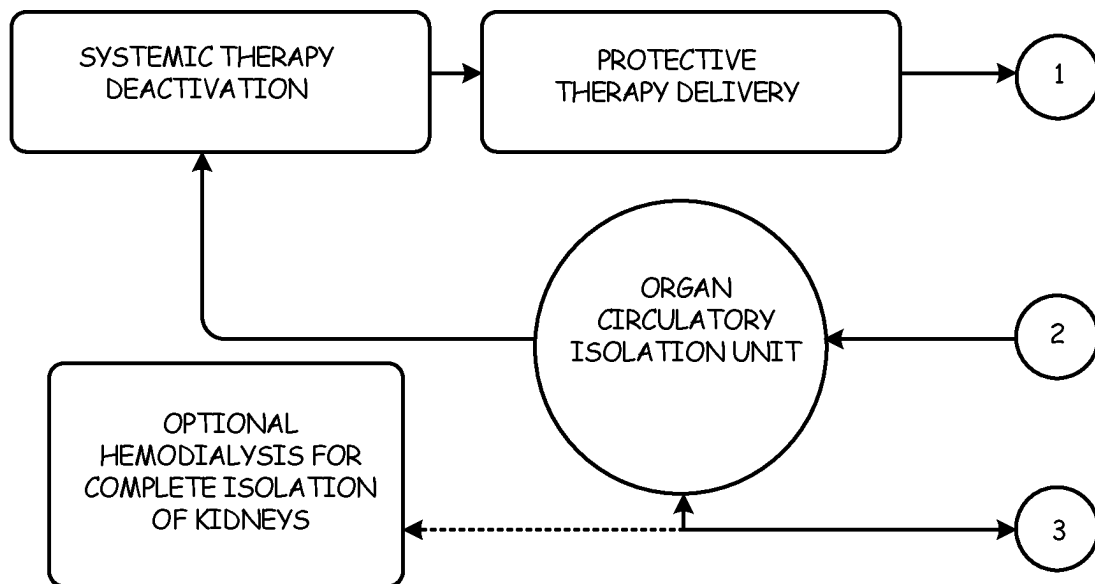 SYSTEMIC THERAPY
DEACTIVATION
PROTECTIVE
THERAPY DELIVERY
1
ORGAN
CIRCULATORY
ISOLATION UNIT
2
OPTIONAL
HEMODIALYSIS FOR
COMPLETE ISOLATION
OF KIDNEYS
3